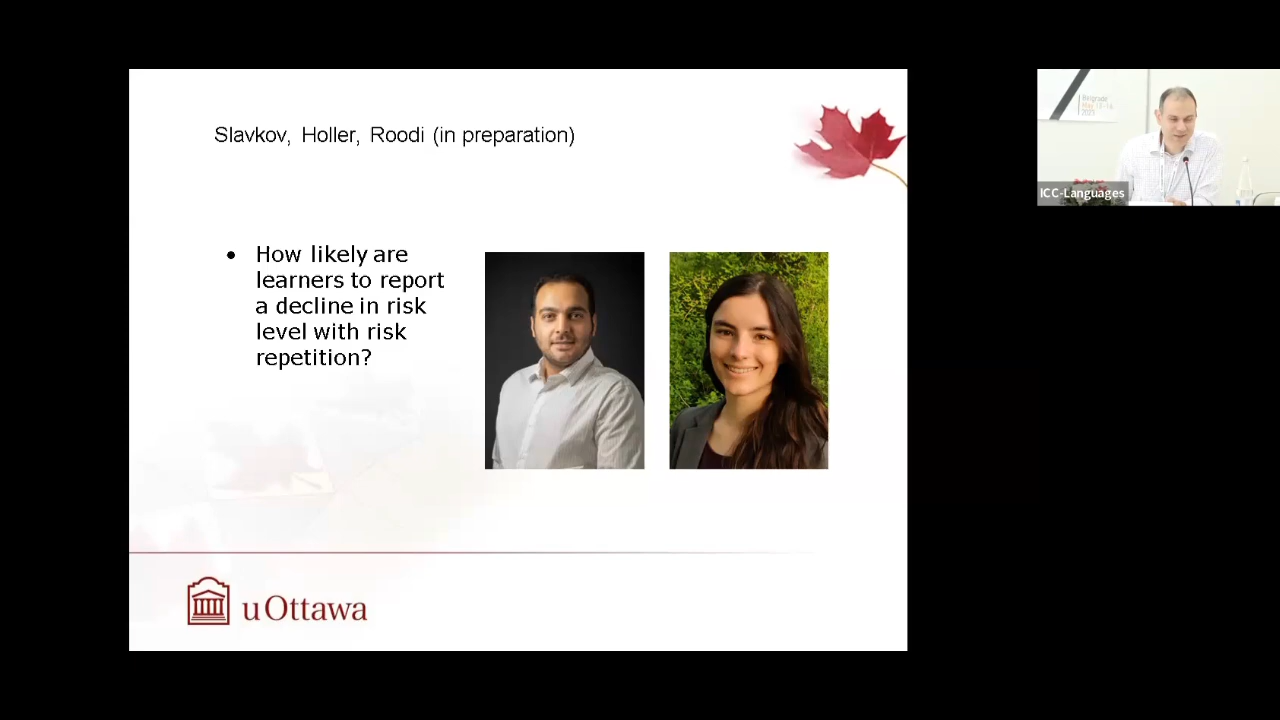 Slavkov, Holler, Roodi (in preparation)
• How likely are
learners to report
a decline in risk
level with risk
repetition?
uOttawa
Belgrade
ICC-Languages